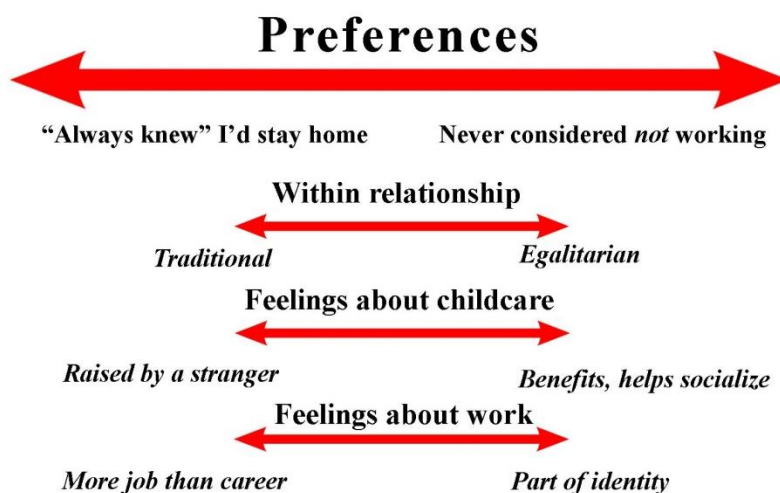 Preferences
“Always knew” I’d stay home Never considered not working
Within relationship
Traditional Egalitarian
Feelings about childcare
Raised by a stranger Benefits, helps socialize
Feelings about work
More job than career Part of identity